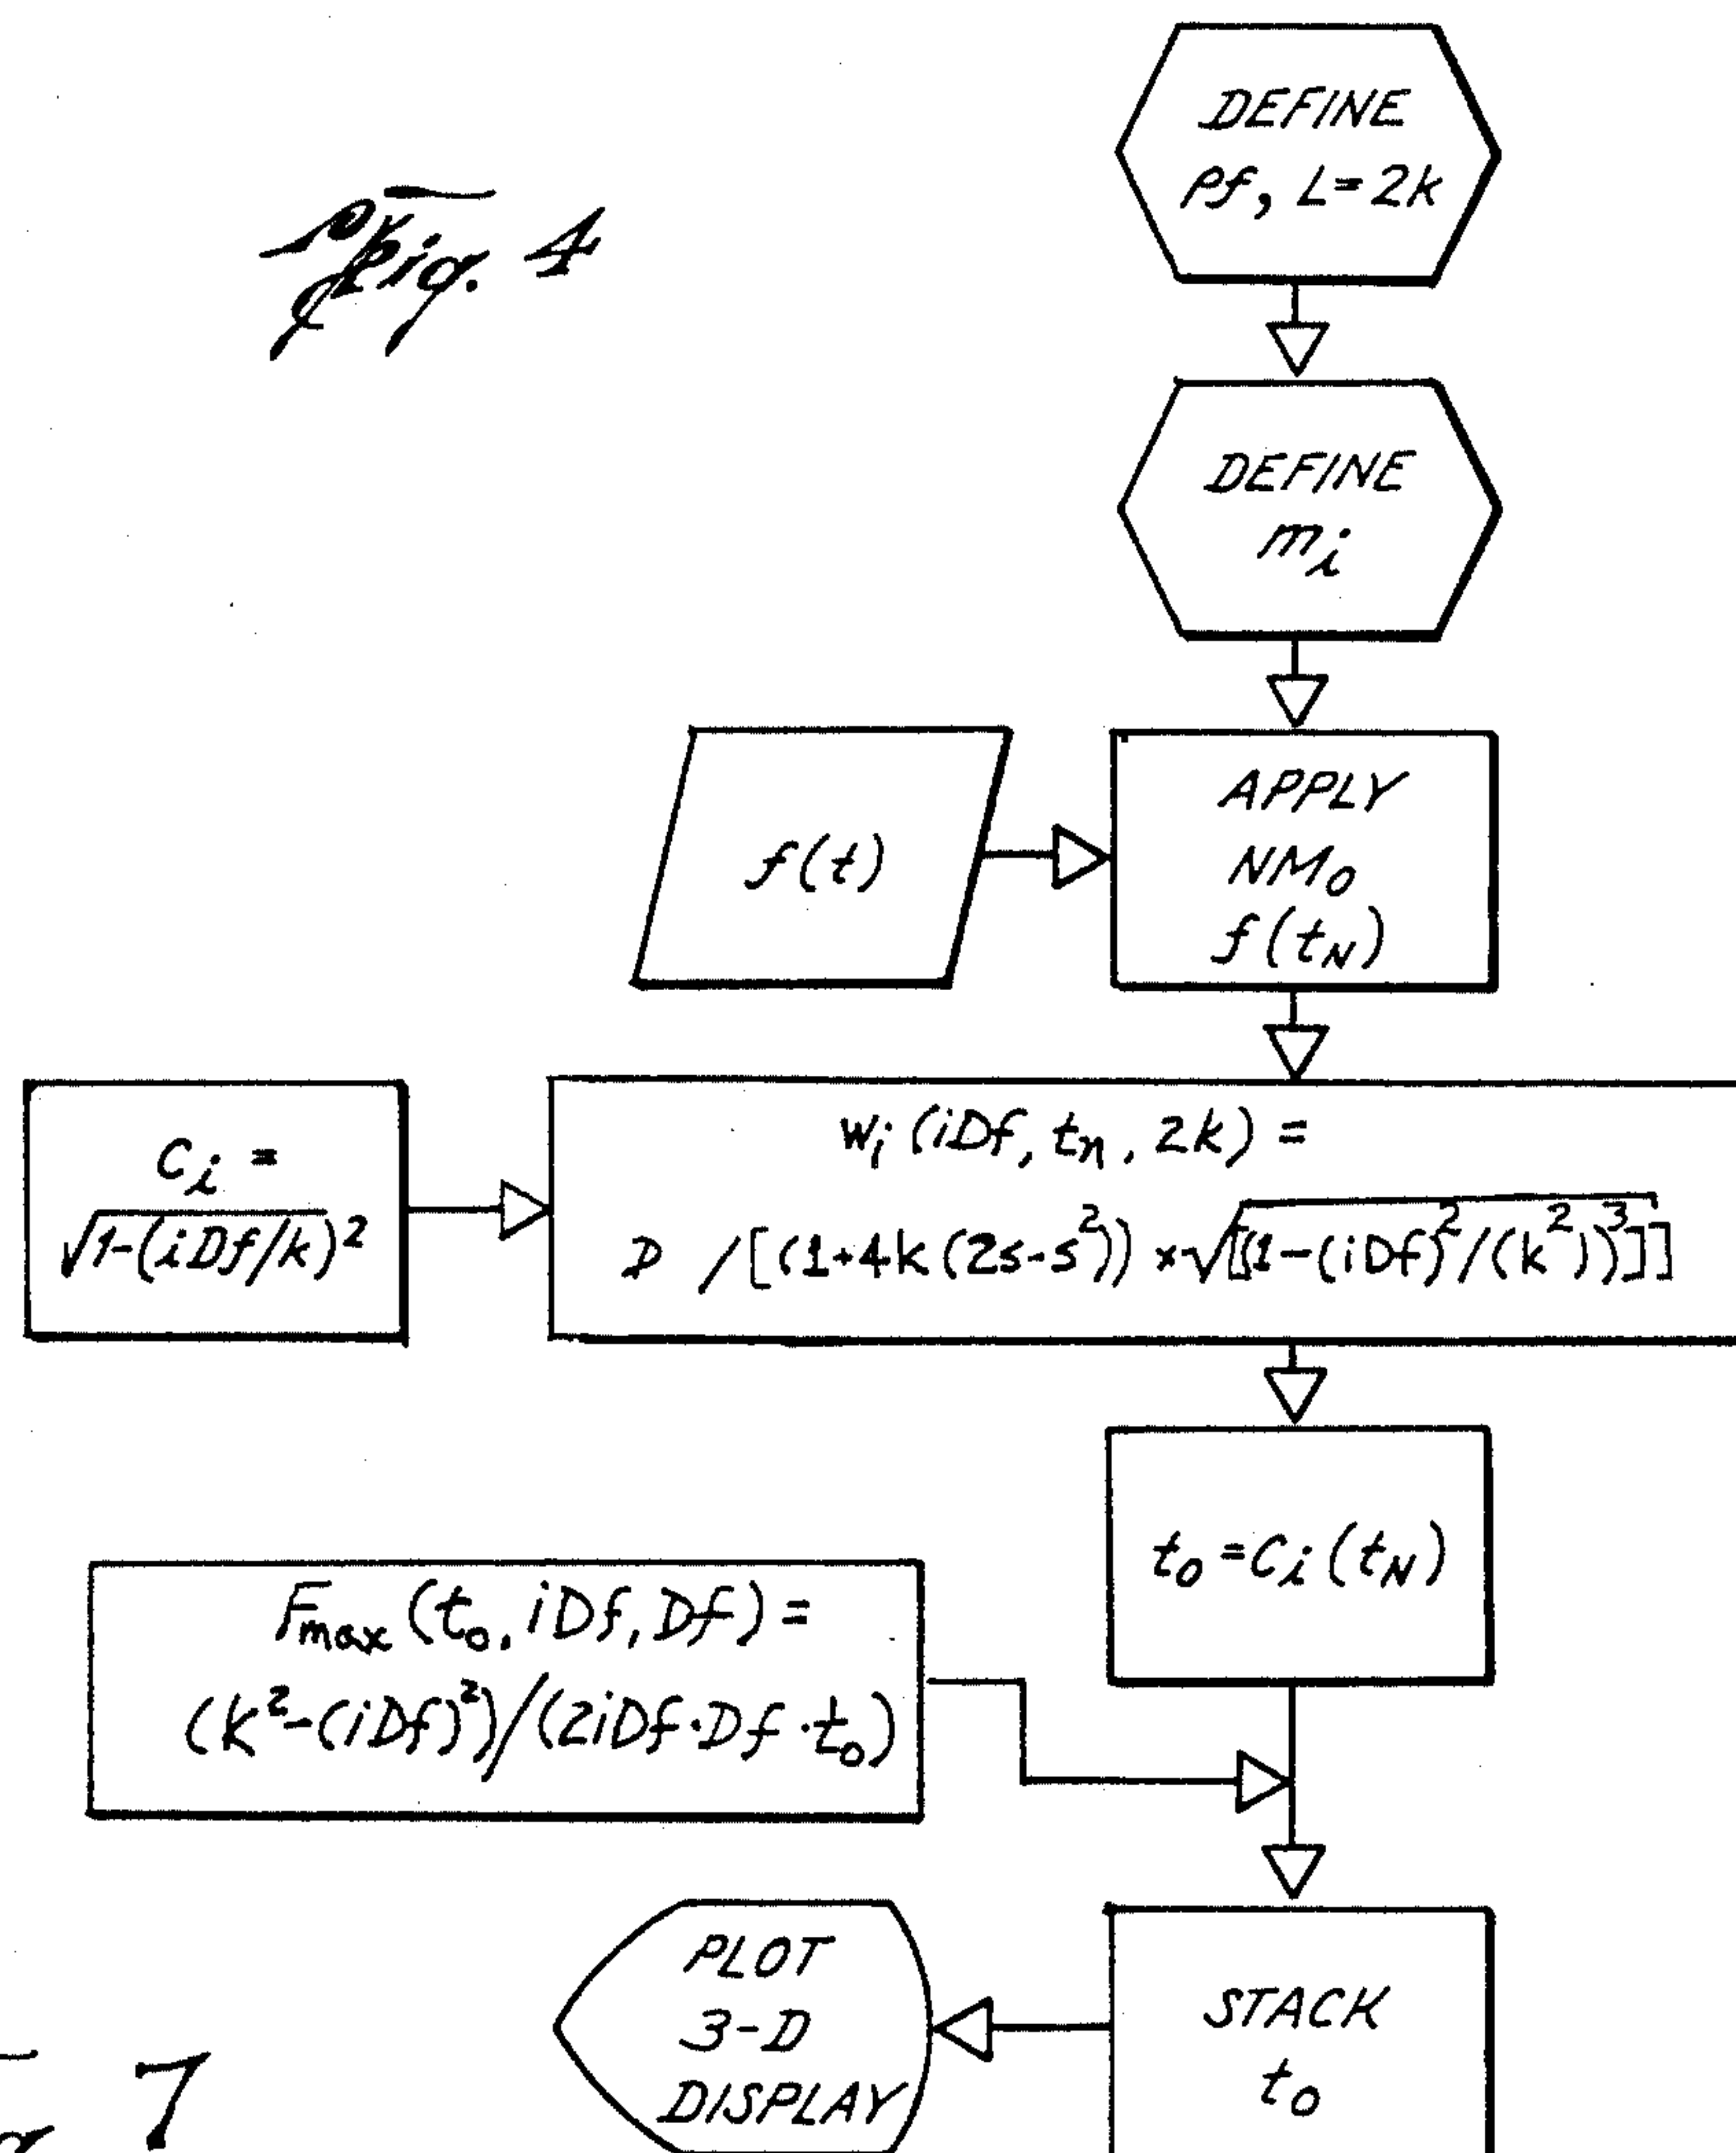 Fig. 4
DEFINE
Pf, L=2k
DEFINE
mi
f(t)
APPLY
NMO
f(tN)
Ci =
√1-(iDf/k)²
wi (iDf, tn, 2k) =
D /[(1+4k(2s-s²)) x√[(1-(iDf)²/(k²))³]]
to = Ci (tN)
Fmax (to, iDf, Df) =
(k²-(iDf)²)/(2iDf·Df·to)
STACK
to
PLOT
3-D
DISPLAY
7